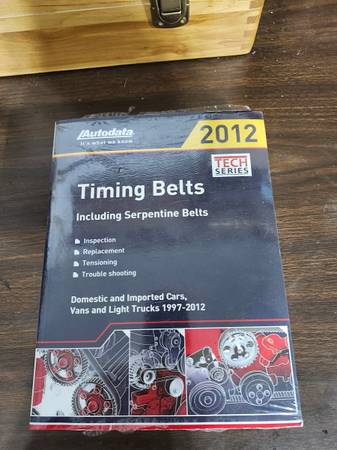 Autodata
It's what we know
2012
TECH
SERIES
Timing Belts
Including Serpentine Belts
Inspection
Replacement
Tensioning
Trouble shooting
Domestic and Imported Cars,
Vans and Light Trucks 1997-2012